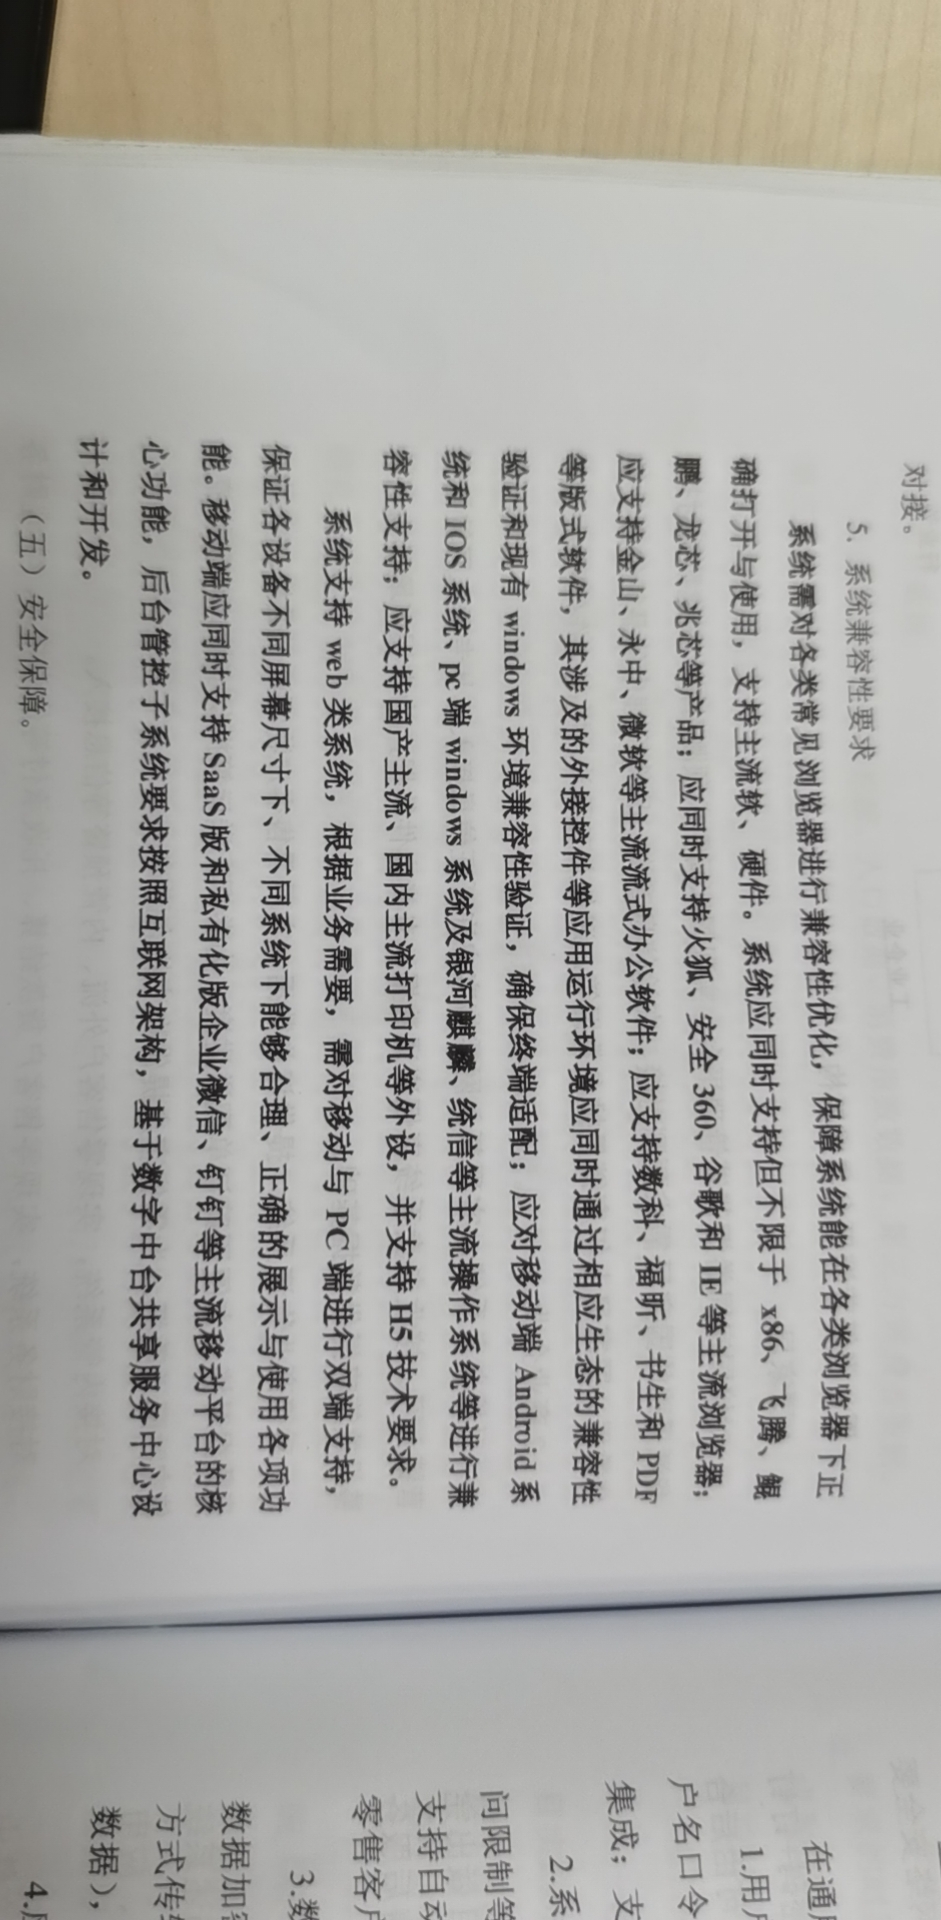 对接。
5. 系统兼容性要求
系统需对各类常见浏览器进行兼容性优化，保障系统能在各类浏览器下正
确打开与使用，支持主流软、硬件。系统应同时支持但不限于 x86、飞腾、鲲
鹏、龙芯、兆芯等产品；应同时支持火狐、安全 360、谷歌和 IE 等主流浏览器；
应支持金山、永中、微软等主流流式办公软件；应支持数科、福昕、书生和 PDF
等版式软件，其涉及的外接控件等应用运行环境应同时通过相应生态的兼容性
验证和现有 windows 环境兼容性验证，确保终端适配；应对移动端 Android 系
统和 IOS 系统、pc 端 windows 系统及银河麒麟、统信等主流操作系统等进行兼
容性支持；应支持国产主流、国内主流打印机等外设，并支持 H5 技术要求。
系统支持 web 类系统，根据业务需要，需对移动与 PC 端进行双端支持，
保证各设备不同屏幕尺寸下、不同系统下能够合理、正确的展示与使用各项功
能。移动端应同时支持 SaaS 版和私有化版企业微信、钉钉等主流移动平台的核
心功能，后台管控子系统要求按照互联网架构，基于数字中台共享服务中心设
计和开发。
（五）安全保障。
在通
1.用户
户名口令
集成；支
2.系
问限制等
支持自动
零售客户
3.数
数据加密
方式传输
数据），
4.应